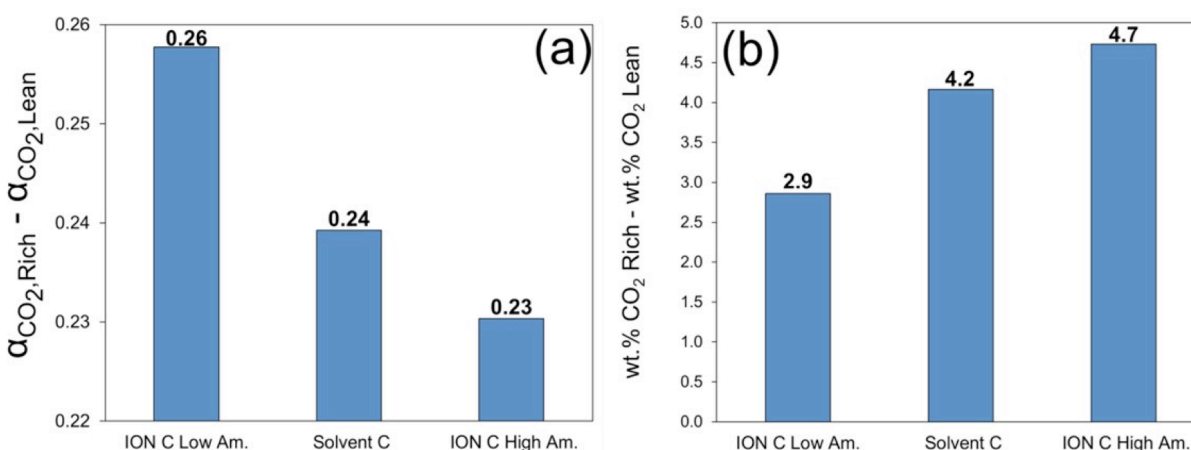 (a)
α_CO₂,Rich - α_CO₂,Lean
0.26
0.25
0.24
0.23
0.22
0.26
0.24
0.23
ION C Low Am.
Solvent C
ION C High Am.
(b)
wt.% CO₂ Rich - wt.% CO₂ Lean
5.0
4.5
4.0
3.5
3.0
2.5
2.0
1.5
1.0
0.5
0.0
2.9
4.2
4.7
ION C Low Am.
Solvent C
ION C High Am.